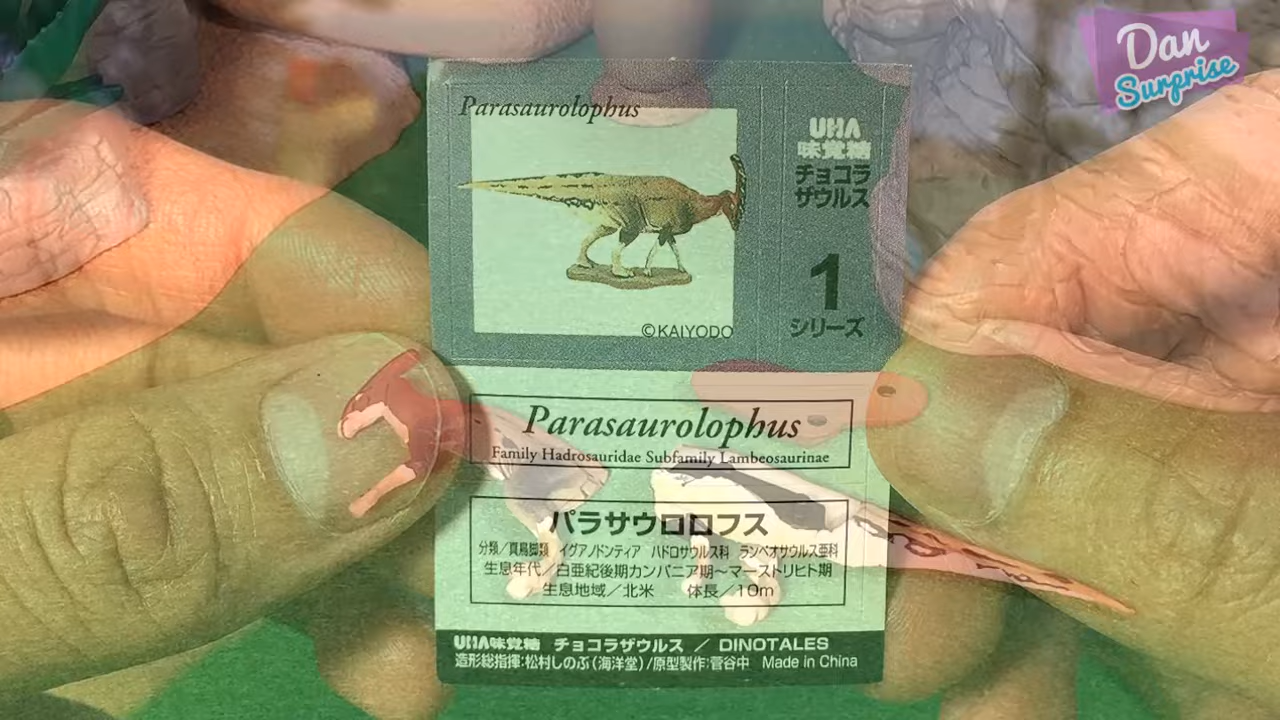 Dan
Surprise
Parasaurolophus
UHA
味覚糖
チョコラ
ザウルス
1
シリーズ
©KAIYODO
Parasaurolophus
Family Hadrosauridae Subfamily Lambeosaurinae
パラサウロロフス
分類/真鳥脚類 イグアノドンティア ハドロサウルス科 ランベオサウルス亜科
生息年代/白亜紀後期カンパニア期〜マーストリヒト期
生息地域/北米 体長/10m
UHA味覚糖 チョコラザウルス / DINOTALES
造形総指揮:松村しのぶ(海洋堂)/原型製作:菅谷中 Made in China